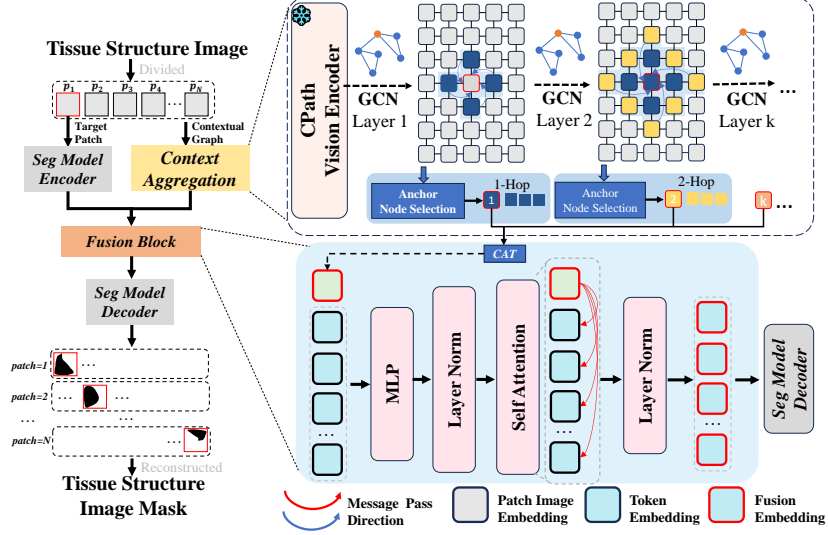 Tissue Structure Image
Divided
p1 p2 p3 p4 ... pN
Target
Patch
Contextual
Graph
Seg Model
Encoder
Context
Aggregation
Fusion Block
Seg Model
Decoder
patch=1
...
patch=2
...
...
...
...
patch=N
...
Reconstructed
Tissue Structure
Image Mask
CPath
Vision Encoder
GCN
Layer 1
GCN
Layer 2
GCN
Layer k
...
Anchor
Node Selection
1-Hop
1
Anchor
Node Selection
2-Hop
2
k
...
CAT
...
MLP
Layer Norm
Self Attention
...
Layer Norm
...
Seg Model
Decoder
Message Pass
Direction
Patch Image
Embedding
Token
Embedding
Fusion
Embedding